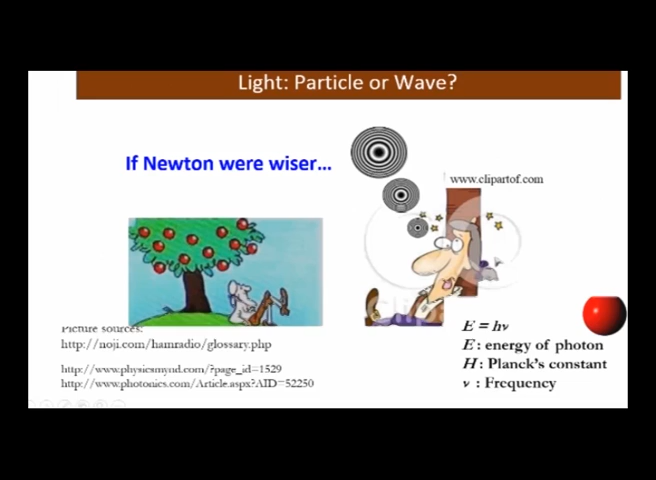 Light: Particle or Wave?
If Newton were wiser...
www.clipartof.com
Picture sources:
http://noji.com/hamradio/glossary.php
http://www.physicsmyud.com/?page_id=1529
http://www.photonics.com/Article.aspx?AID=52250
E = hν
E : energy of photon
H : Planck's constant
ν : Frequency